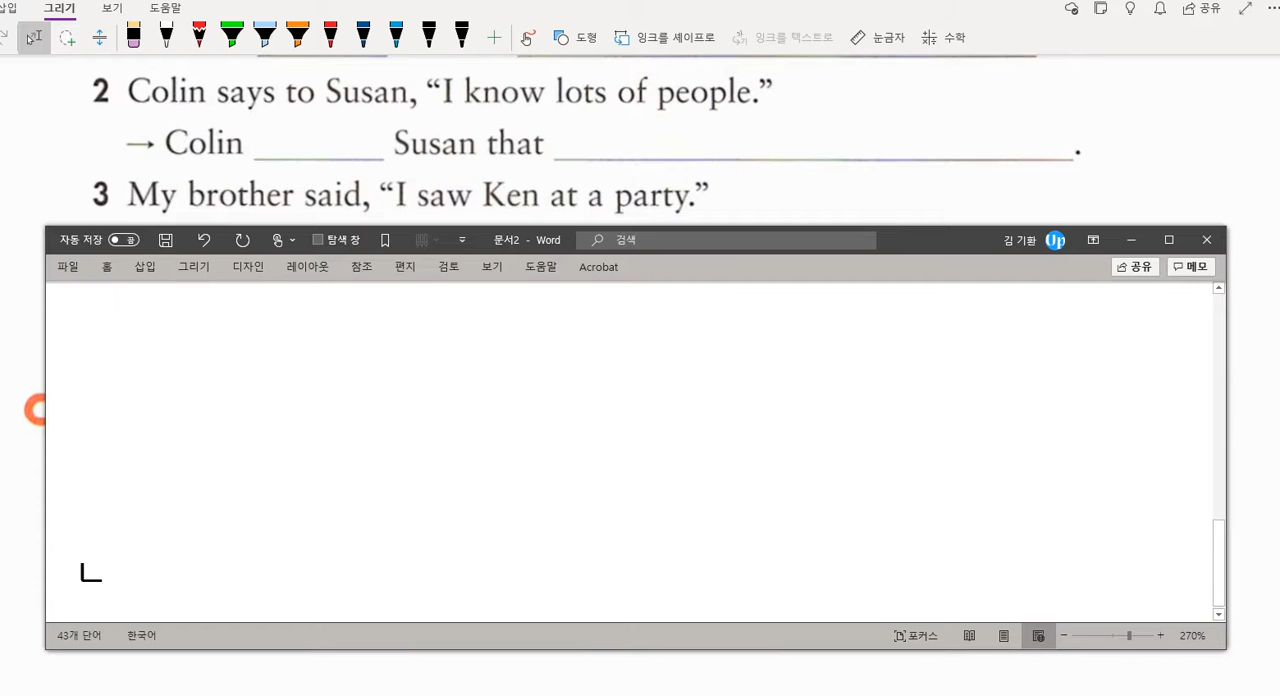 삽입 그리기 보기 도움말 공유
도형 잉크를 셰이프로 잉크를 텍스트로 눈금자 수학
2 Colin says to Susan, “I know lots of people.”
→ Colin ________ Susan that ________________________________.
3 My brother said, “I saw Ken at a party.”
자동 저장 끔 탐색 창 문서2 - Word 검색 김 기환 Up
파일 홈 삽입 그리기 디자인 레이아웃 참조 편지 검토 보기 도움말 Acrobat 공유 메모
ㄴ
43개 단어 한국어 포커스 270%